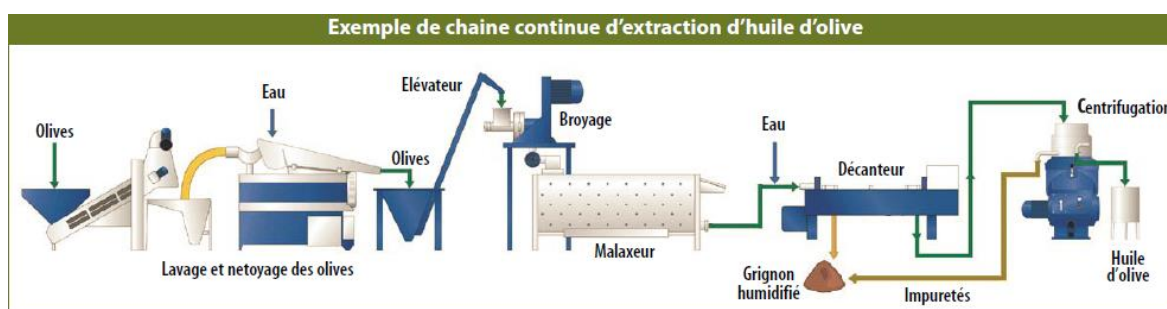 Exemple de chaine continue d'extraction d'huile d'olive
Olives
Eau
Lavage et netoyage des olives
Olives
Elévateur
Broyage
Malaxeur
Eau
Décanteur
Grignon
humidifié
Impuretés
Centrifugation
Huile
d'olive